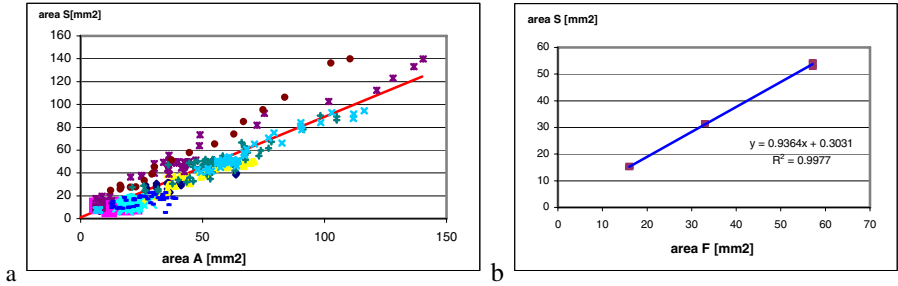 area S[mm2]
160
140
120
100
80
60
40
20
0
0 50 100 150
area A [mm2]
a
area S [mm2]
60
50
40
30
20
10
0
y = 0.9364x + 0.3031
R² = 0.9977
0 10 20 30 40 50 60 70
area F [mm2]
b